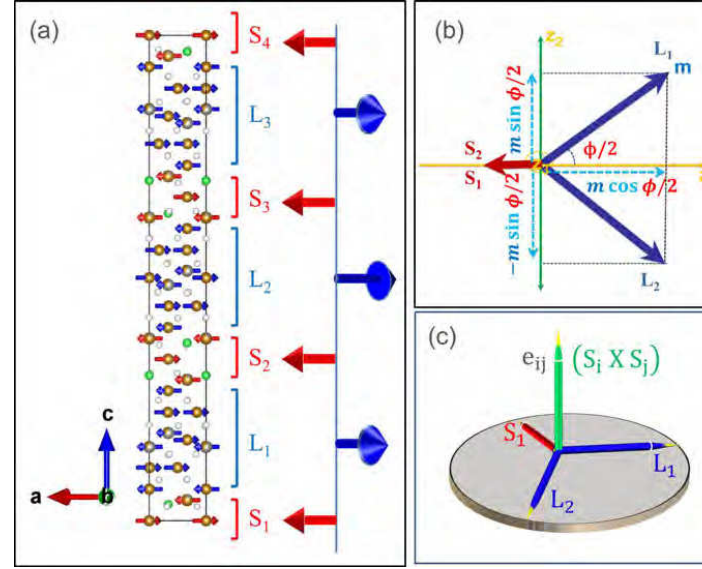 (a)
S₄
L₃
S₃
L₂
S₂
L₁
S₁
c
a
b
(b)
z₂
L₁
m
m sin ϕ/2
S₂
ϕ/2
S₁
m cos ϕ/2
-m sin ϕ/2
L₂
(c)
eᵢⱼ (Sᵢ X Sⱼ)
S₁
L₁
L₂